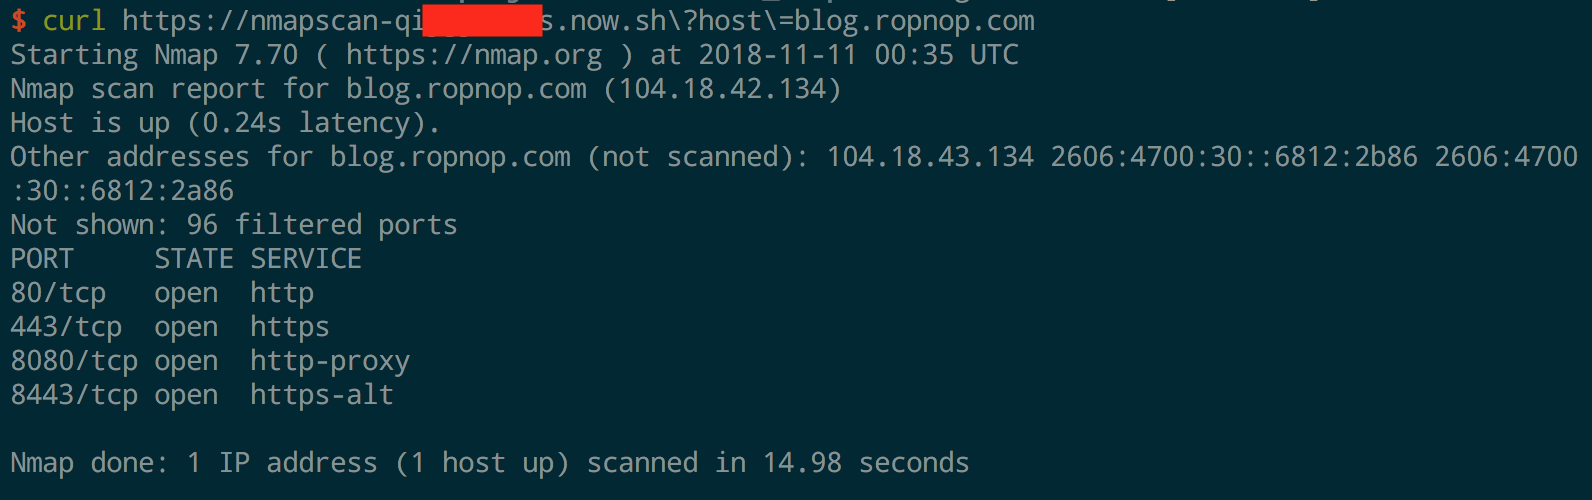 $ curl https://nmapscan-qi s.now.sh\?host\=blog.ropnop.com
Starting Nmap 7.70 ( https://nmap.org ) at 2018-11-11 00:35 UTC
Nmap scan report for blog.ropnop.com (104.18.42.134)
Host is up (0.24s latency).
Other addresses for blog.ropnop.com (not scanned): 104.18.43.134 2606:4700:30::6812:2b86 2606:4700
:30::6812:2a86
Not shown: 96 filtered ports
PORT     STATE SERVICE
80/tcp   open  http
443/tcp  open  https
8080/tcp open  http-proxy
8443/tcp open  https-alt
Nmap done: 1 IP address (1 host up) scanned in 14.98 seconds